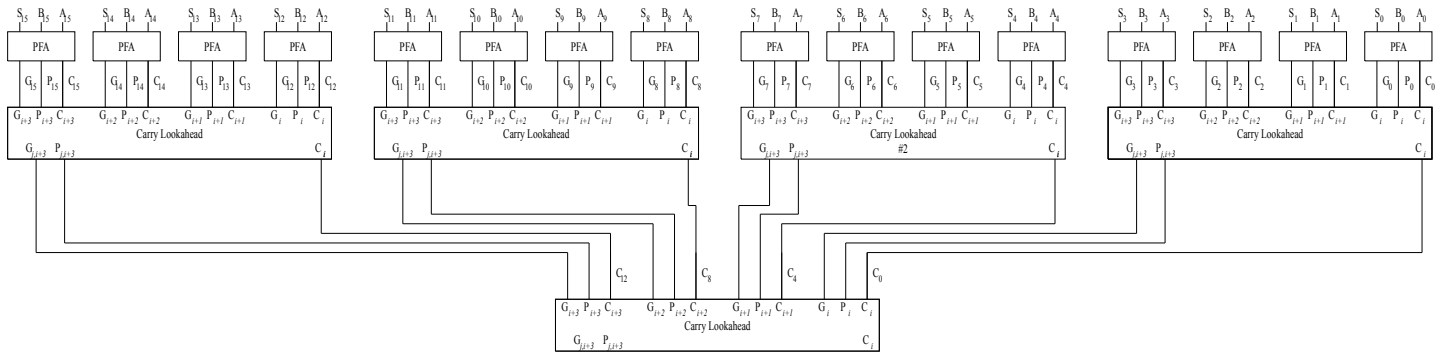 S15 B15 A15 S14 B14 A14 S13 B13 A13 S12 B12 A12 S11 B11 A11 S10 B10 A10 S9 B9 A9 S8 B8 A8 S7 B7 A7 S6 B6 A6 S5 B5 A5 S4 B4 A4 S3 B3 A3 S2 B2 A2 S1 B1 A1 S0 B0 A0
PFA PFA PFA PFA PFA PFA PFA PFA PFA PFA PFA PFA PFA PFA PFA PFA
G15 P15 C15 G14 P14 C14 G13 P13 C13 G12 P12 C12 G11 P11 C11 G10 P10 C10 G9 P9 C9 G8 P8 C8 G7 P7 C7 G6 P6 C6 G5 P5 C5 G4 P4 C4 G3 P3 C3 G2 P2 C2 G1 P1 C1 G0 P0 C0
Gi+3 Pi+3 Ci+3 Gi+2 Pi+2 Ci+2 Gi+1 Pi+1 Ci+1 Gi Pi Ci Gi+3 Pi+3 Ci+3 Gi+2 Pi+2 Ci+2 Gi+1 Pi+1 Ci+1 Gi Pi Ci Gi+3 Pi+3 Ci+3 Gi+2 Pi+2 Ci+2 Gi+1 Pi+1 Ci+1 Gi Pi Ci Gi+3 Pi+3 Ci+3 Gi+2 Pi+2 Ci+2 Gi+1 Pi+1 Ci+1 Gi Pi Ci
Carry Lookahead Carry Lookahead Carry Lookahead Carry Lookahead
Gj,i+3 Pj,i+3 Ci Gj,i+3 Pj,i+3 Ci Gj,i+3 Pj,i+3 #2 Ci Gj,i+3 Pj,i+3 Ci
C12 C8 C4 C0
Gi+3 Pi+3 Ci+3 Gi+2 Pi+2 Ci+2 Gi+1 Pi+1 Ci+1 Gi Pi Ci
Carry Lookahead
Gj,i+3 Pj,i+3 Ci